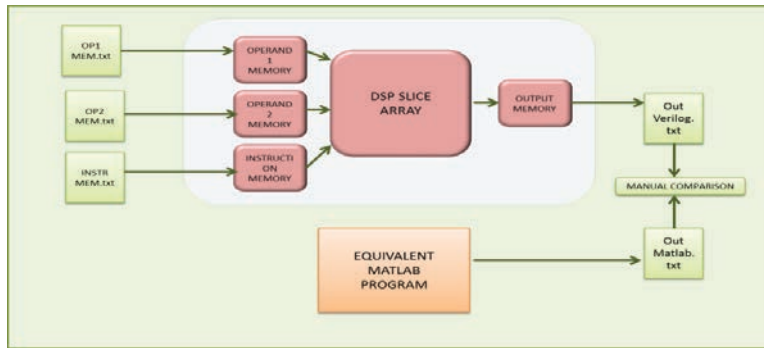 OP1
MEM.txt
OPERAND
1
MEMORY
OP2
MEM.txt
OPERAND
2
MEMORY
INSTR
MEM.txt
INSTRUCTI
ON
MEMORY
DSP SLICE
ARRAY
OUTPUT
MEMORY
Out
Verilog.
txt
MANUAL COMPARISON
EQUIVALENT
MATLAB
PROGRAM
Out
Matlab.
txt